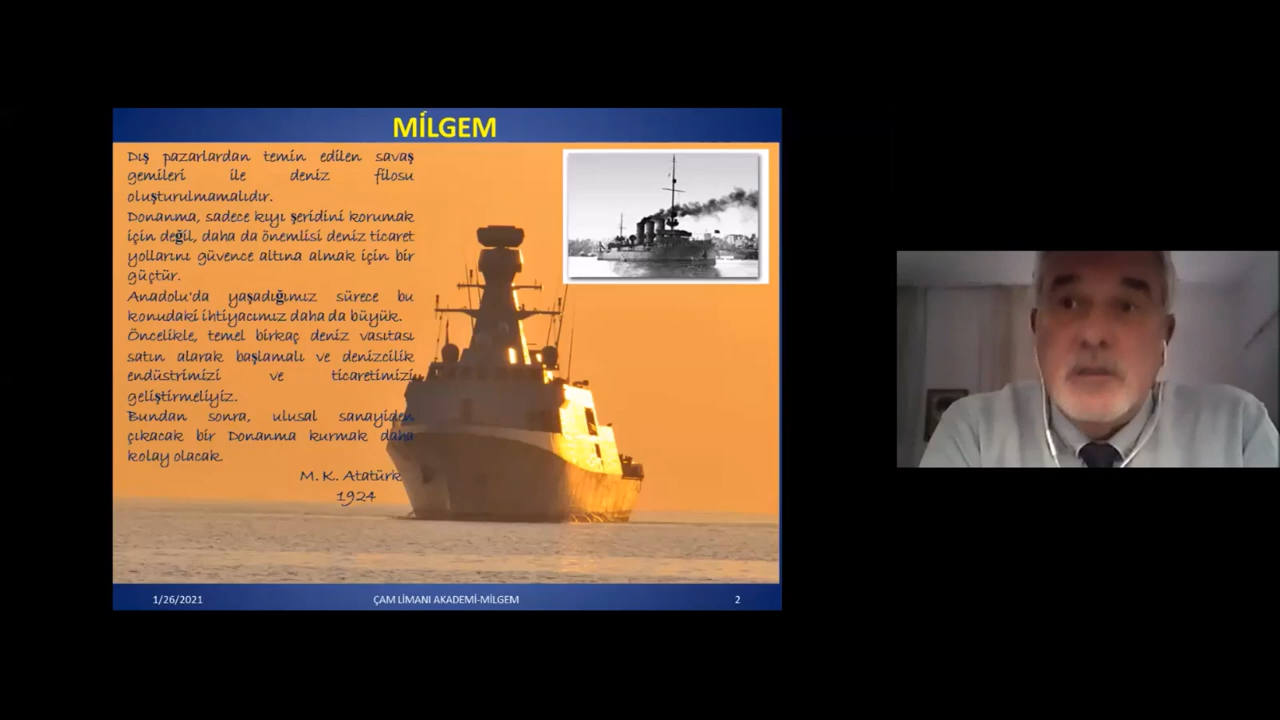 MİLGEM
Dış pazarlardan temin edilen savaş
gemileri ile deniz filosu
oluşturulmamalıdır.
Donanma, sadece kıyı şeridini korumak
için değil, daha da önemlisi deniz ticaret
yollarını güvence altına almak için bir
güçtür.
Anadolu'da yaşadığımız sürece bu
konudaki ihtiyacımız daha da büyük.
Öncelikle, temel birkaç deniz vasıtası
satın alarak başlamalı ve denizcilik
endüstrimizi ve ticaretimizi
geliştirmeliyiz.
Bundan sonra, ulusal sanayiden
çıkacak bir Donanma kurmak daha
kolay olacak.
M. K. Atatürk
1924
1/26/2021
ÇAM LİMANI AKADEMİ-MİLGEM
2